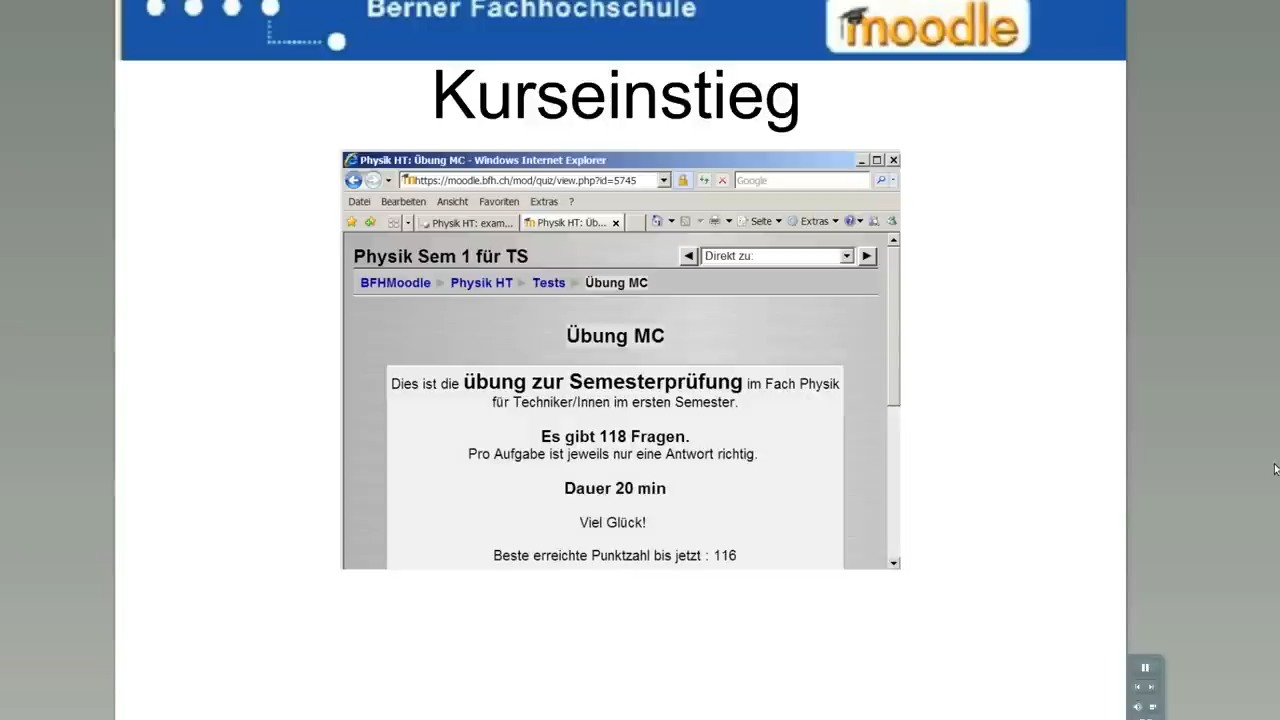 Berner Fachhochschule
moodle
Kurseinstieg
Physik HT: Übung MC - Windows Internet Explorer
https://moodle.bfh.ch/mod/quiz/view.php?id=5745
Google
Datei Bearbeiten Ansicht Favoriten Extras ?
Physik HT: exam... Physik HT: Üb... Seite Extras
Physik Sem 1 für TS
Direkt zu:
BFHMoodle Physik HT Tests Übung MC
Übung MC
Dies ist die übung zur Semesterprüfung im Fach Physik
für Techniker/Innen im ersten Semester.
Es gibt 118 Fragen.
Pro Aufgabe ist jeweils nur eine Antwort richtig.
Dauer 20 min
Viel Glück!
Beste erreichte Punktzahl bis jetzt : 116